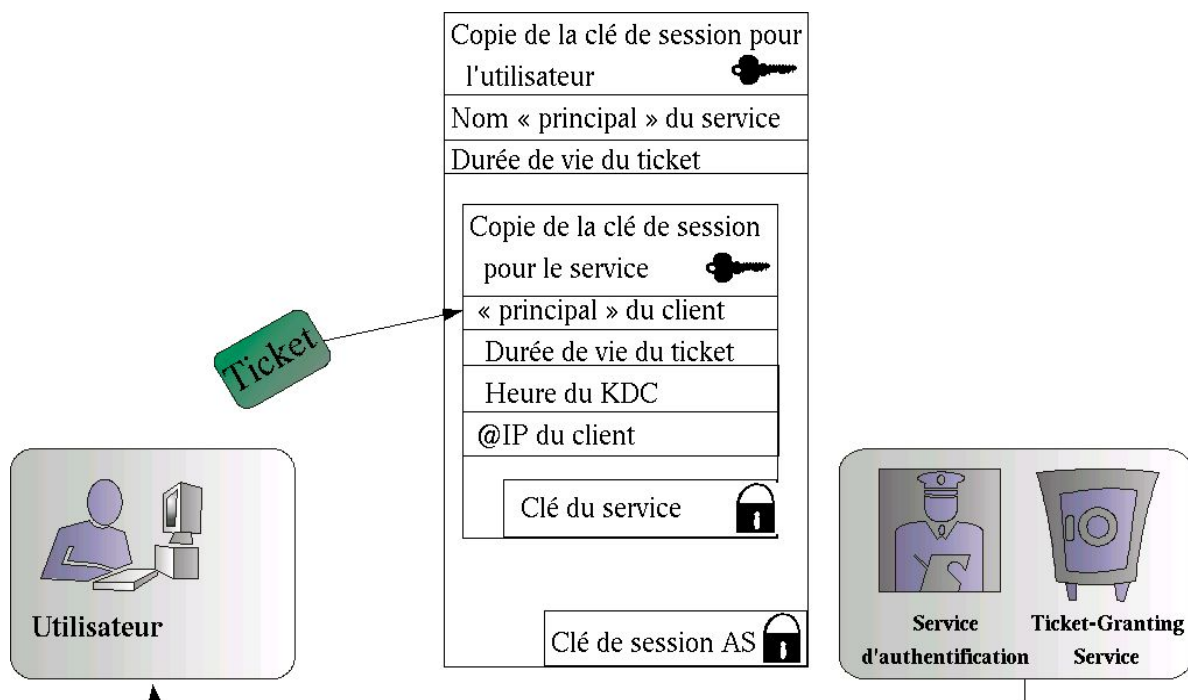 Copie de la clé de session pour
l'utilisateur
Nom « principal » du service
Durée de vie du ticket
Copie de la clé de session
pour le service
« principal » du client
Durée de vie du ticket
Heure du KDC
@IP du client
Clé du service
Clé de session AS
Ticket
Utilisateur
Service
d'authentification
Ticket-Granting
Service